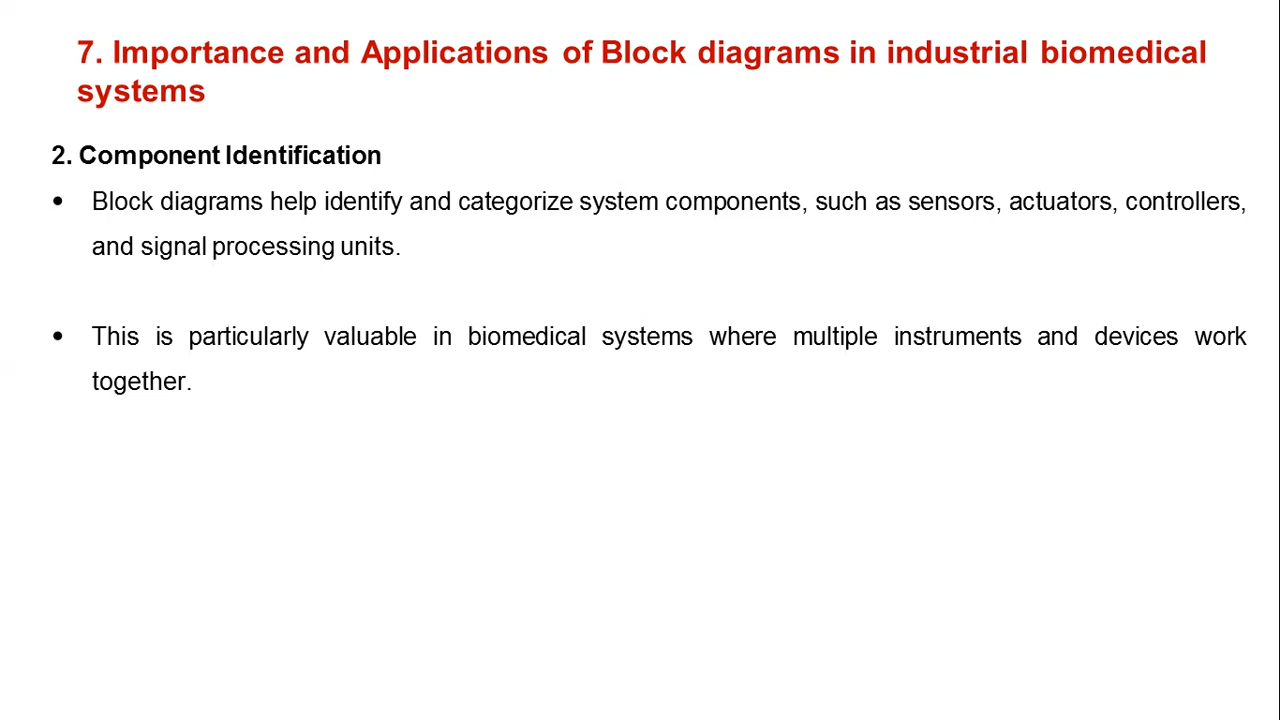 7. Importance and Applications of Block diagrams in industrial biomedical
systems
2. Component Identification
• Block diagrams help identify and categorize system components, such as sensors, actuators, controllers,
and signal processing units.
• This is particularly valuable in biomedical systems where multiple instruments and devices work
together.